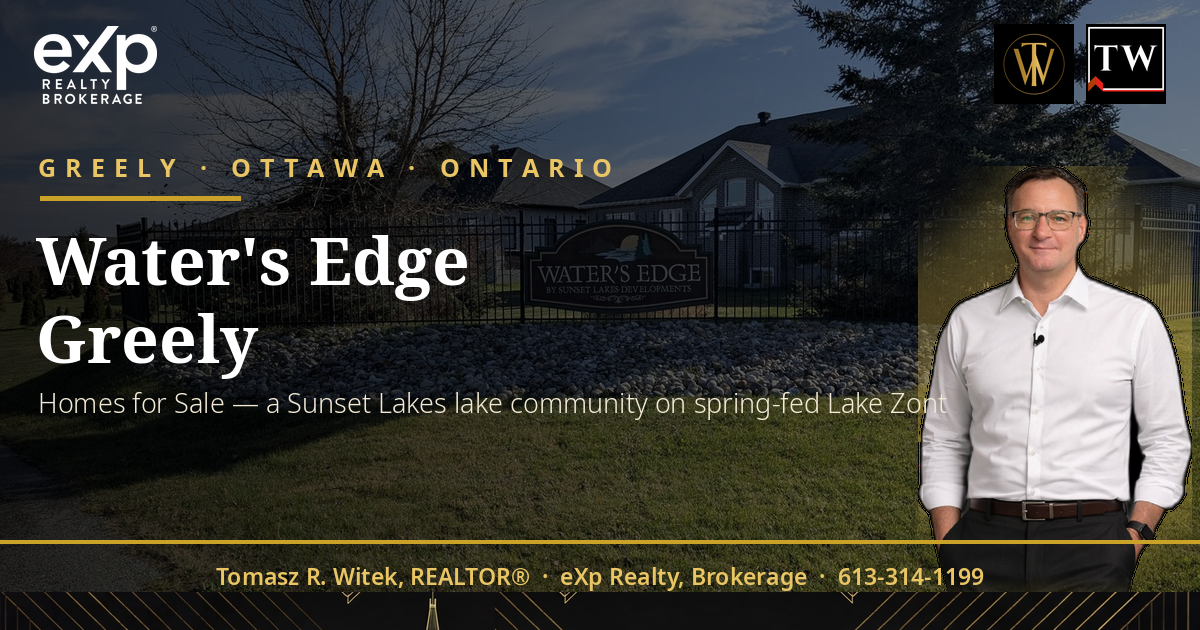 eXp®
REALTY
BROKERAGE
TW
TW
GREELY · OTTAWA · ONTARIO
Water's Edge
Greely
WATER'S EDGE
BY SUNSET LAKES DEVELOPMENTS
Homes for Sale — a Sunset Lakes lake community on spring-fed Lake Zont
Tomasz R. Witek, REALTOR® · eXp Realty, Brokerage · 613-314-1199